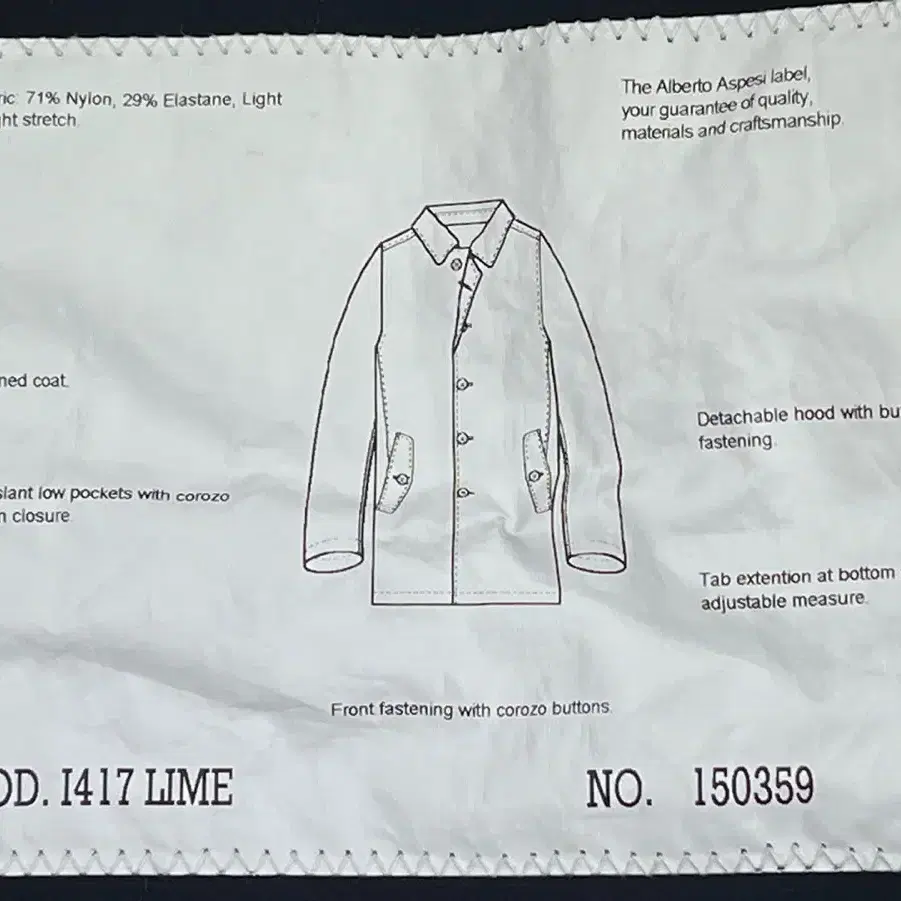 ric: 71% Nylon, 29% Elastane, Light
ht stretch.
The Alberto Aspesi label,
your guarantee of quality,
materials and craftsmanship.
ned coat.
Detachable hood with bu
fastening.
slant low pockets with corozo
n closure.
Tab extention at bottom
adjustable measure.
Front fastening with corozo buttons.
OD. I417 LIME
NO. 150359